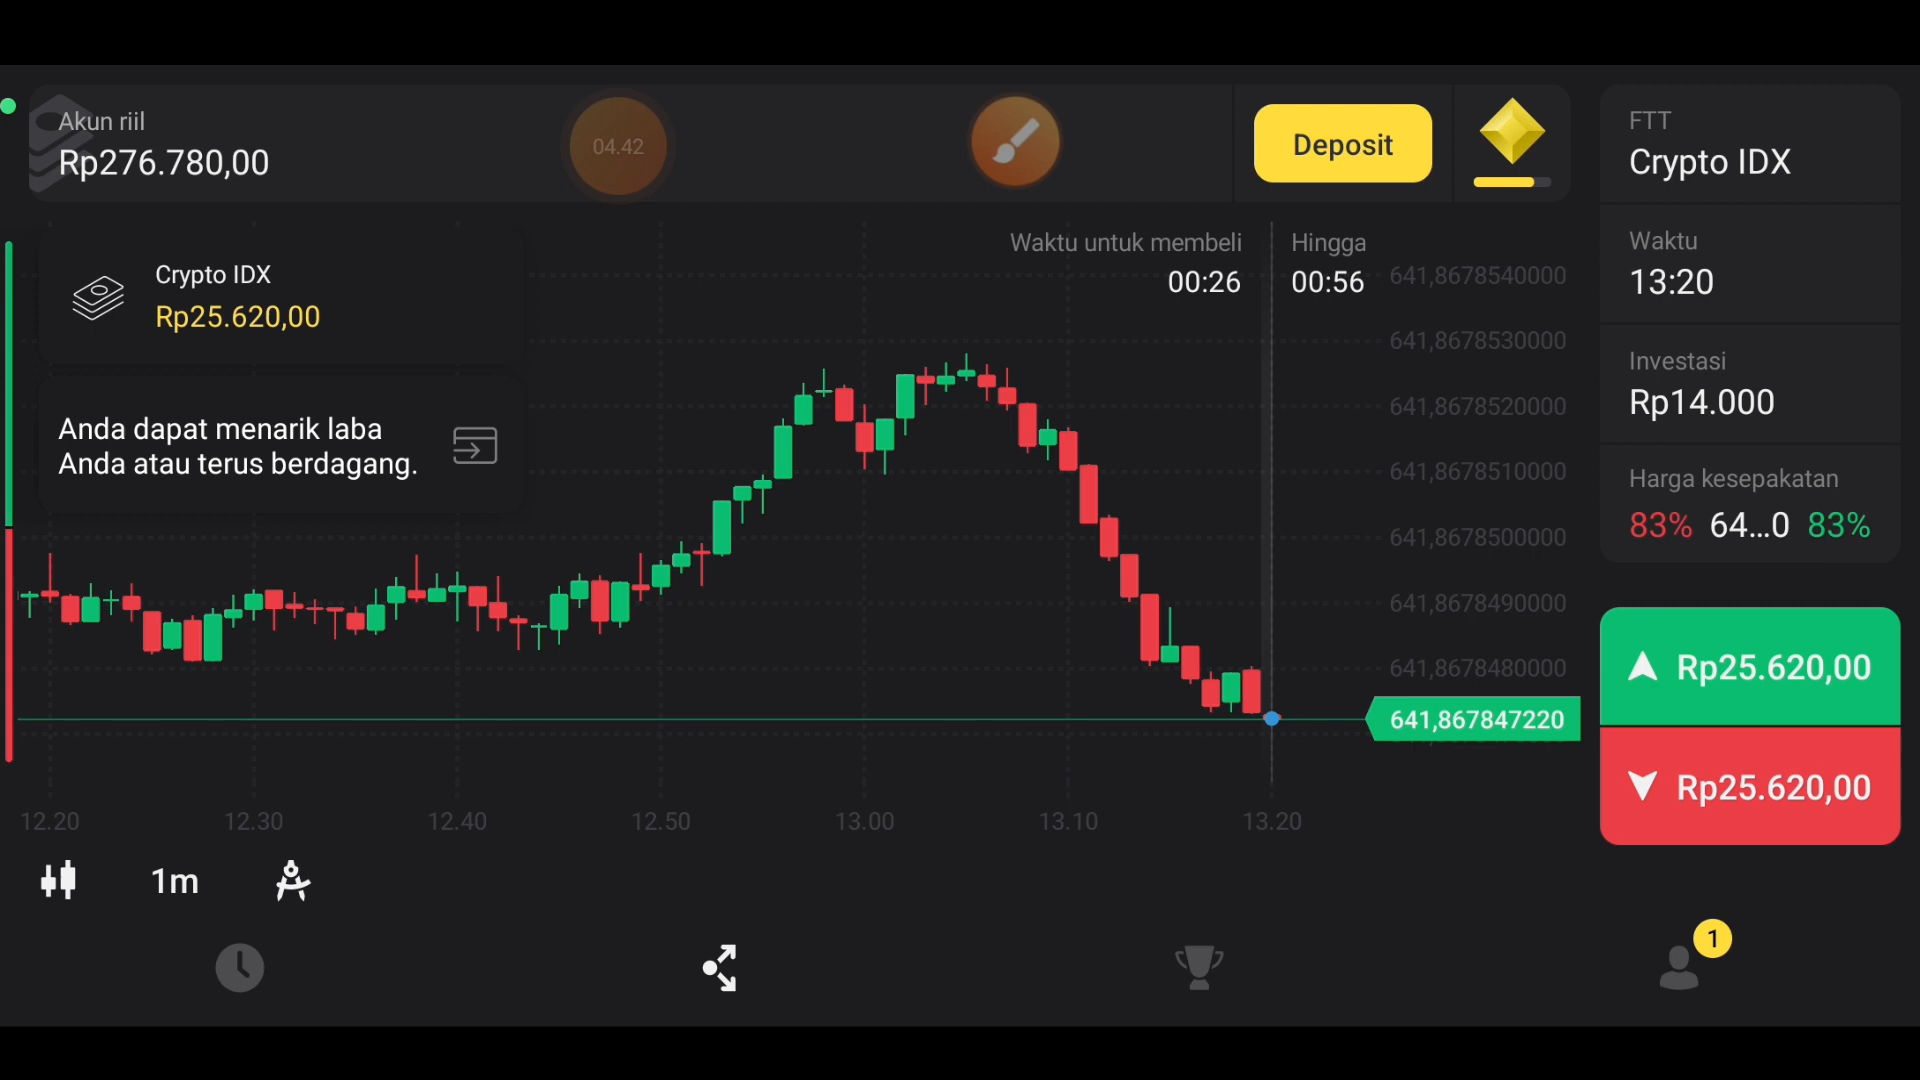 Akun riil
Rp276.780,00
04.42
Deposit
FTT
Crypto IDX
Waktu
13:20
Investasi
Rp14.000
Harga kesepakatan
83% 64...0 83%
Rp25.620,00
Rp25.620,00
Crypto IDX
Rp25.620,00
Anda dapat menarik laba
Anda atau terus berdagang.
Waktu untuk membeli
00:26
Hingga
00:56
641,8678540000
641,8678530000
641,8678520000
641,8678510000
641,8678500000
641,8678490000
641,8678480000
641,867847220
12.20 12.30 12.40 12.50 13.00 13.10 13.20
1m
1